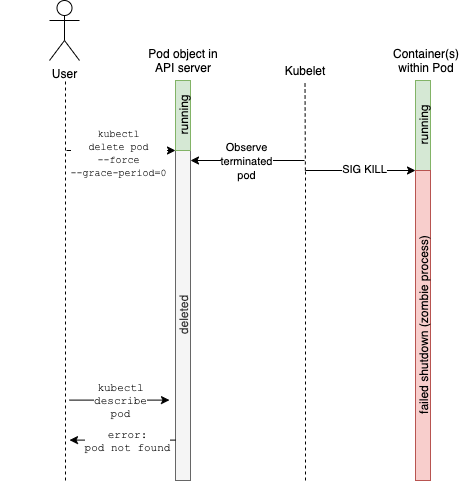 User
Pod object in
API server
Kubelet
Container(s)
within Pod
running
running
kubectl
delete pod
--force
--grace-period=0
Observe
terminated
pod
SIG KILL
deleted
failed shutdown (zombie process)
kubectl
describe
pod
error:
pod not found